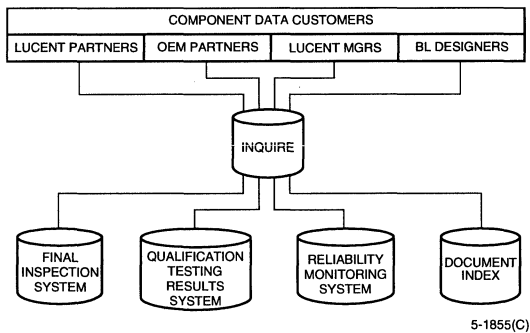 COMPONENT DATA CUSTOMERS
LUCENT PARTNERS
OEM PARTNERS
LUCENT MGRS
BL DESIGNERS
INQUIRE
FINAL
INSPECTION
SYSTEM
QUALIFICATION
TESTING
RESULTS
SYSTEM
RELIABILITY
MONITORING
SYSTEM
DOCUMENT
INDEX
5-1855(C)